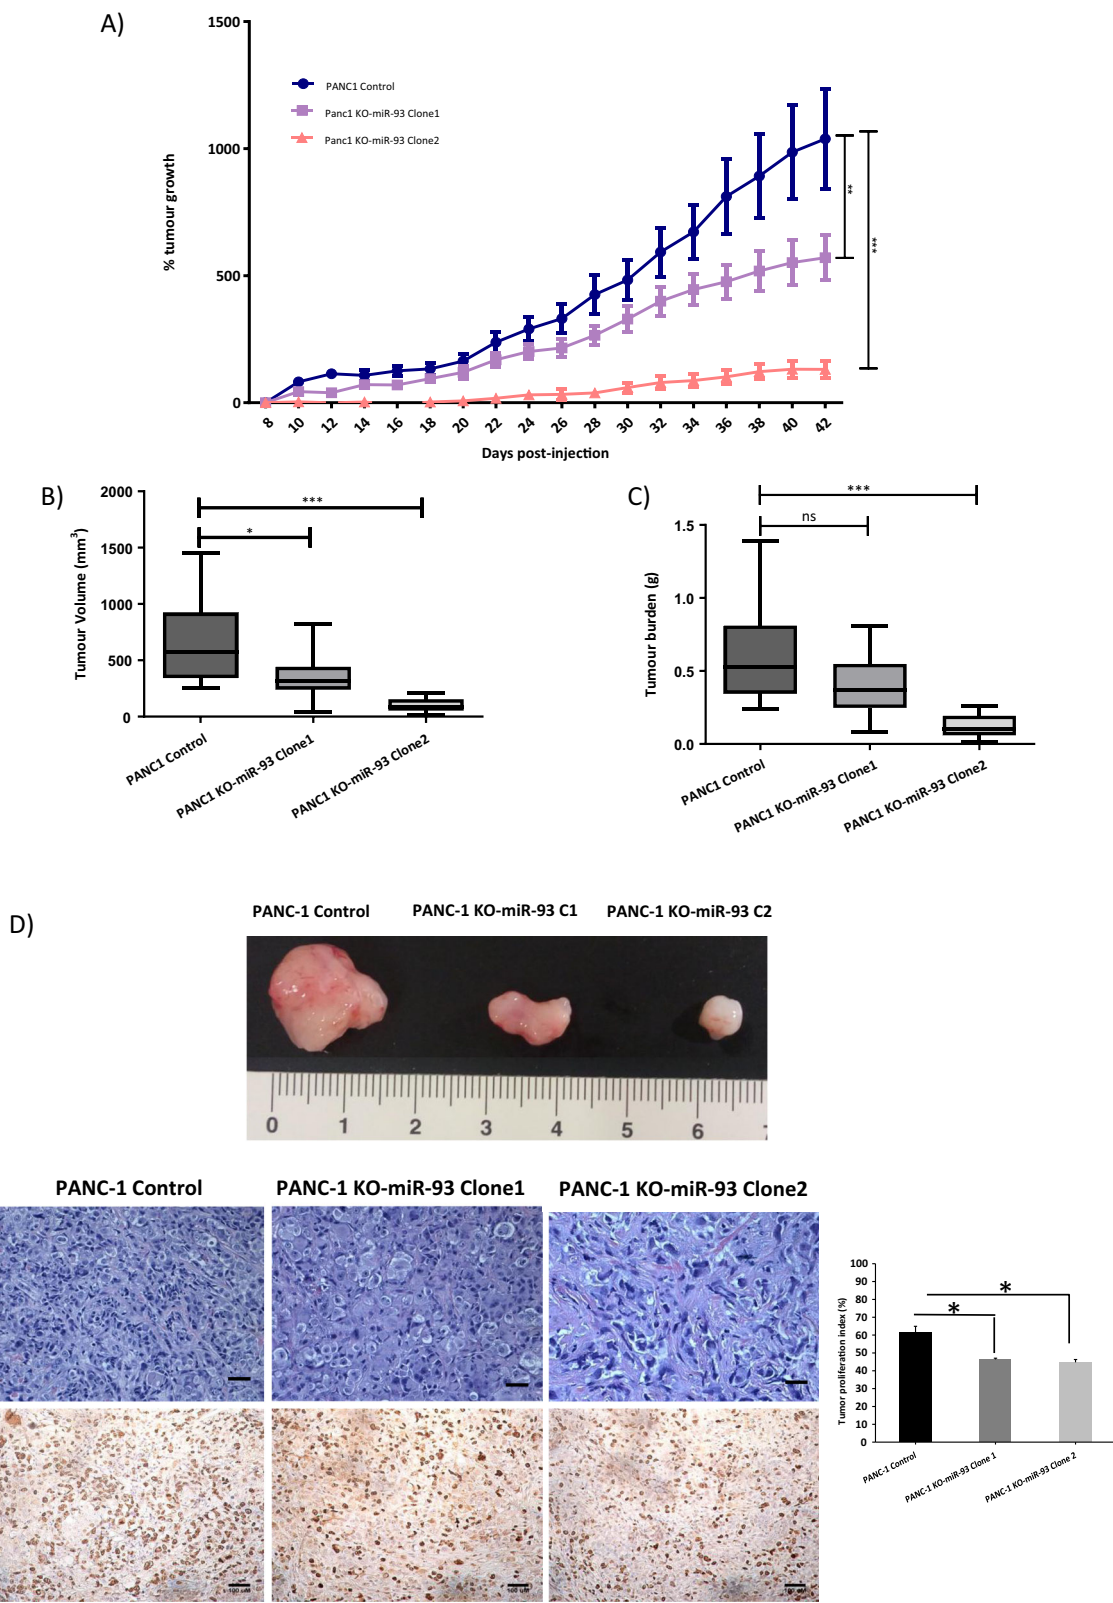 A)
1500
1000
500
0
% tumour growth
PANC1 Control
Panc1 KO-miR-93 Clone1
Panc1 KO-miR-93 Clone2
**
***
8 10 12 14 16 18 20 22 24 26 28 30 32 34 36 38 40 42
Days post-injection
B)
2000
1500
1000
500
0
Tumour Volume (mm³)
***
*
PANC1 Control
PANC1 KO-miR-93 Clone1
PANC1 KO-miR-93 Clone2
C)
1.5
1.0
0.5
0.0
Tumour burden (g)
***
ns
PANC1 Control
PANC1 KO-miR-93 Clone1
PANC1 KO-miR-93 Clone2
D)
PANC-1 Control PANC-1 KO-miR-93 C1 PANC-1 KO-miR-93 C2
0 1 2 3 4 5 6
PANC-1 Control PANC-1 KO-miR-93 Clone1 PANC-1 KO-miR-93 Clone2
100 um
100 um
100 um
100
90
80
70
60
50
40
30
20
10
0
Tumor proliferation index (%)
*
*
PANC-1 Control
PANC-1 KO-miR-93 Clone 1
PANC-1 KO-miR-93 Clone 2